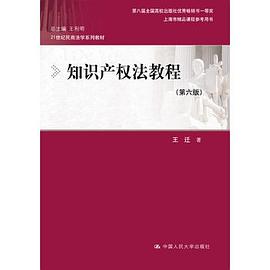 第八届全国高校出版社优秀畅销书一等奖
上海市精品课程参考用书
总主编 王利明
21世纪民商法学系列教材
知识产权法教程
(第六版)
王迁 著
中国人民大学出版社